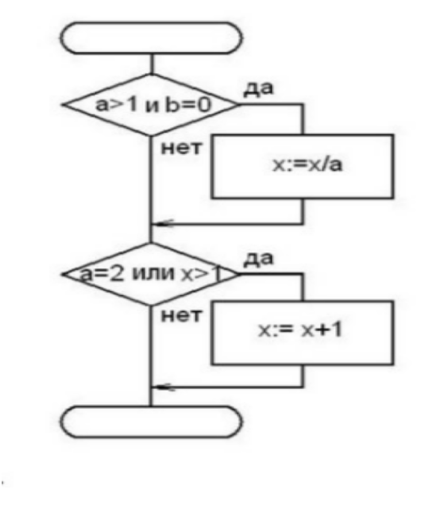 да
a>1 и b=0
нет
x:=x/a
да
a=2 или x>1
нет
x:= x+1